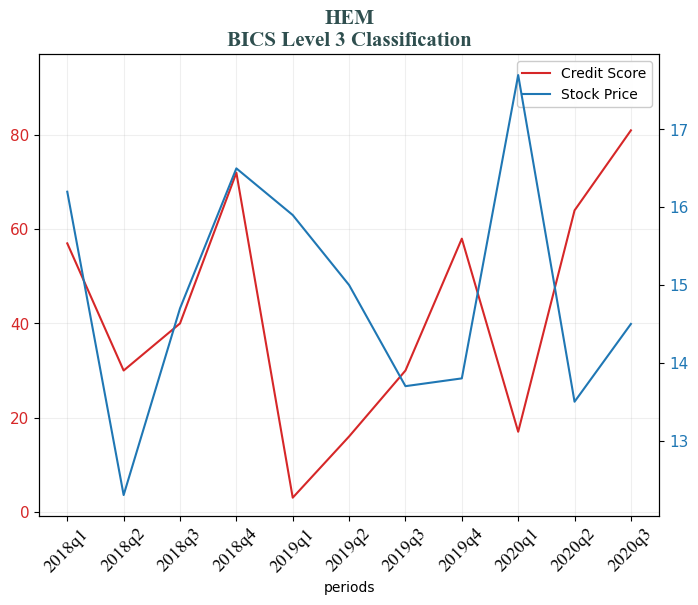 HEM
BICS Level 3 Classification
Credit Score
Stock Price
80
60
40
20
0
17
16
15
14
13
2018q1
2018q2
2018q3
2018q4
2019q1
2019q2
2019q3
2019q4
2020q1
2020q2
2020q3
periods